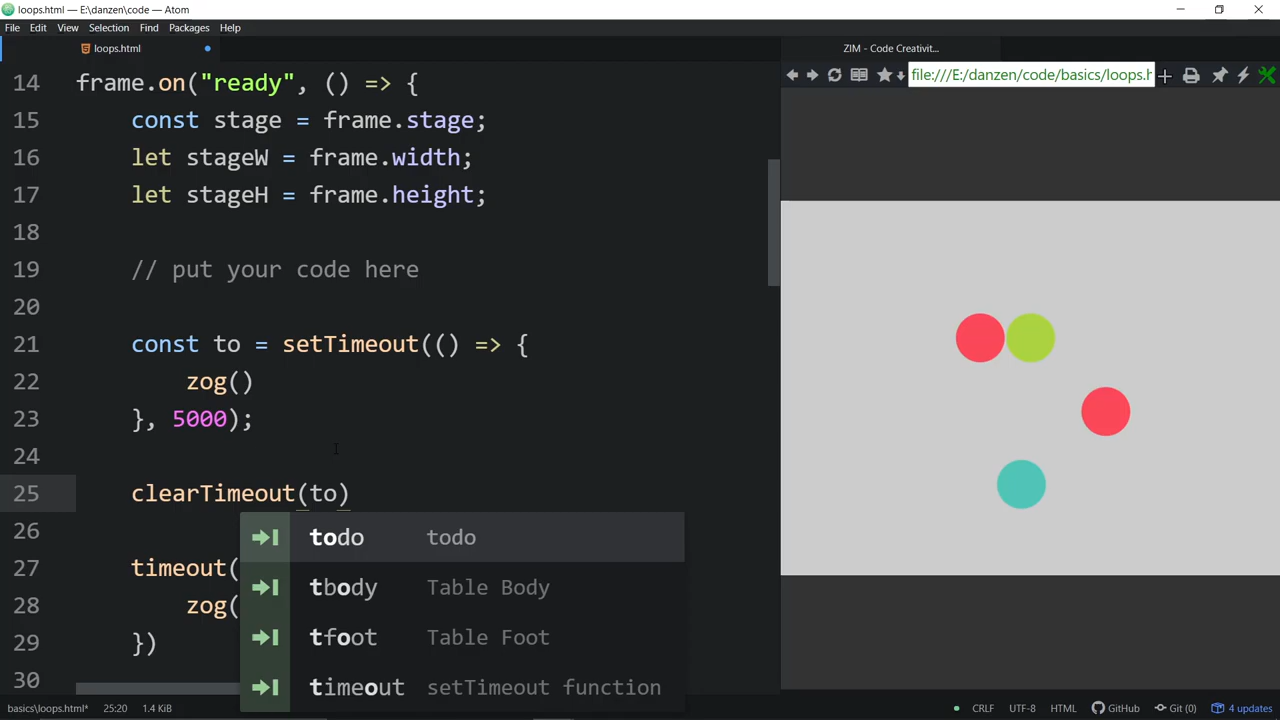 loops.html — E:\danzen\code — Atom
File Edit View Selection Find Packages Help
loops.html
ZIM - Code Creativit...
file:///E:/danzen/code/basics/loops.h
14 frame.on("ready", () => {
15 const stage = frame.stage;
16 let stageW = frame.width;
17 let stageH = frame.height;
18
19 // put your code here
20
21 const to = setTimeout(() => {
22 zog()
23 }, 5000);
24
25 clearTimeout(to)
26
27 timeout(
28 zog(
29 })
30
todo todo
tbody Table Body
tfoot Table Foot
timeout setTimeout function
basics\loops.html* 25:20 1.4 KiB CRLF UTF-8 HTML GitHub Git (0) 4 updates